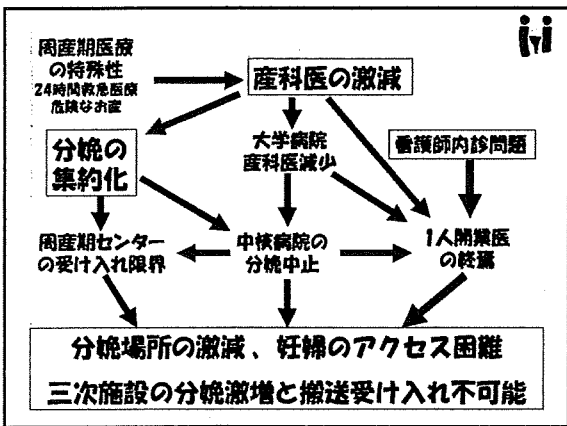 周産期医療
の特殊性
24時間救急医療
危険なお産
産科医の激減
分娩の
集約化
大学病院
産科医減少
看護師内診問題
周産期センター
の受け入れ限界
中核病院の
分娩中止
1人開業医
の終焉
分娩場所の激減、妊婦のアクセス困難
三次施設の分娩激増と搬送受け入れ不可能